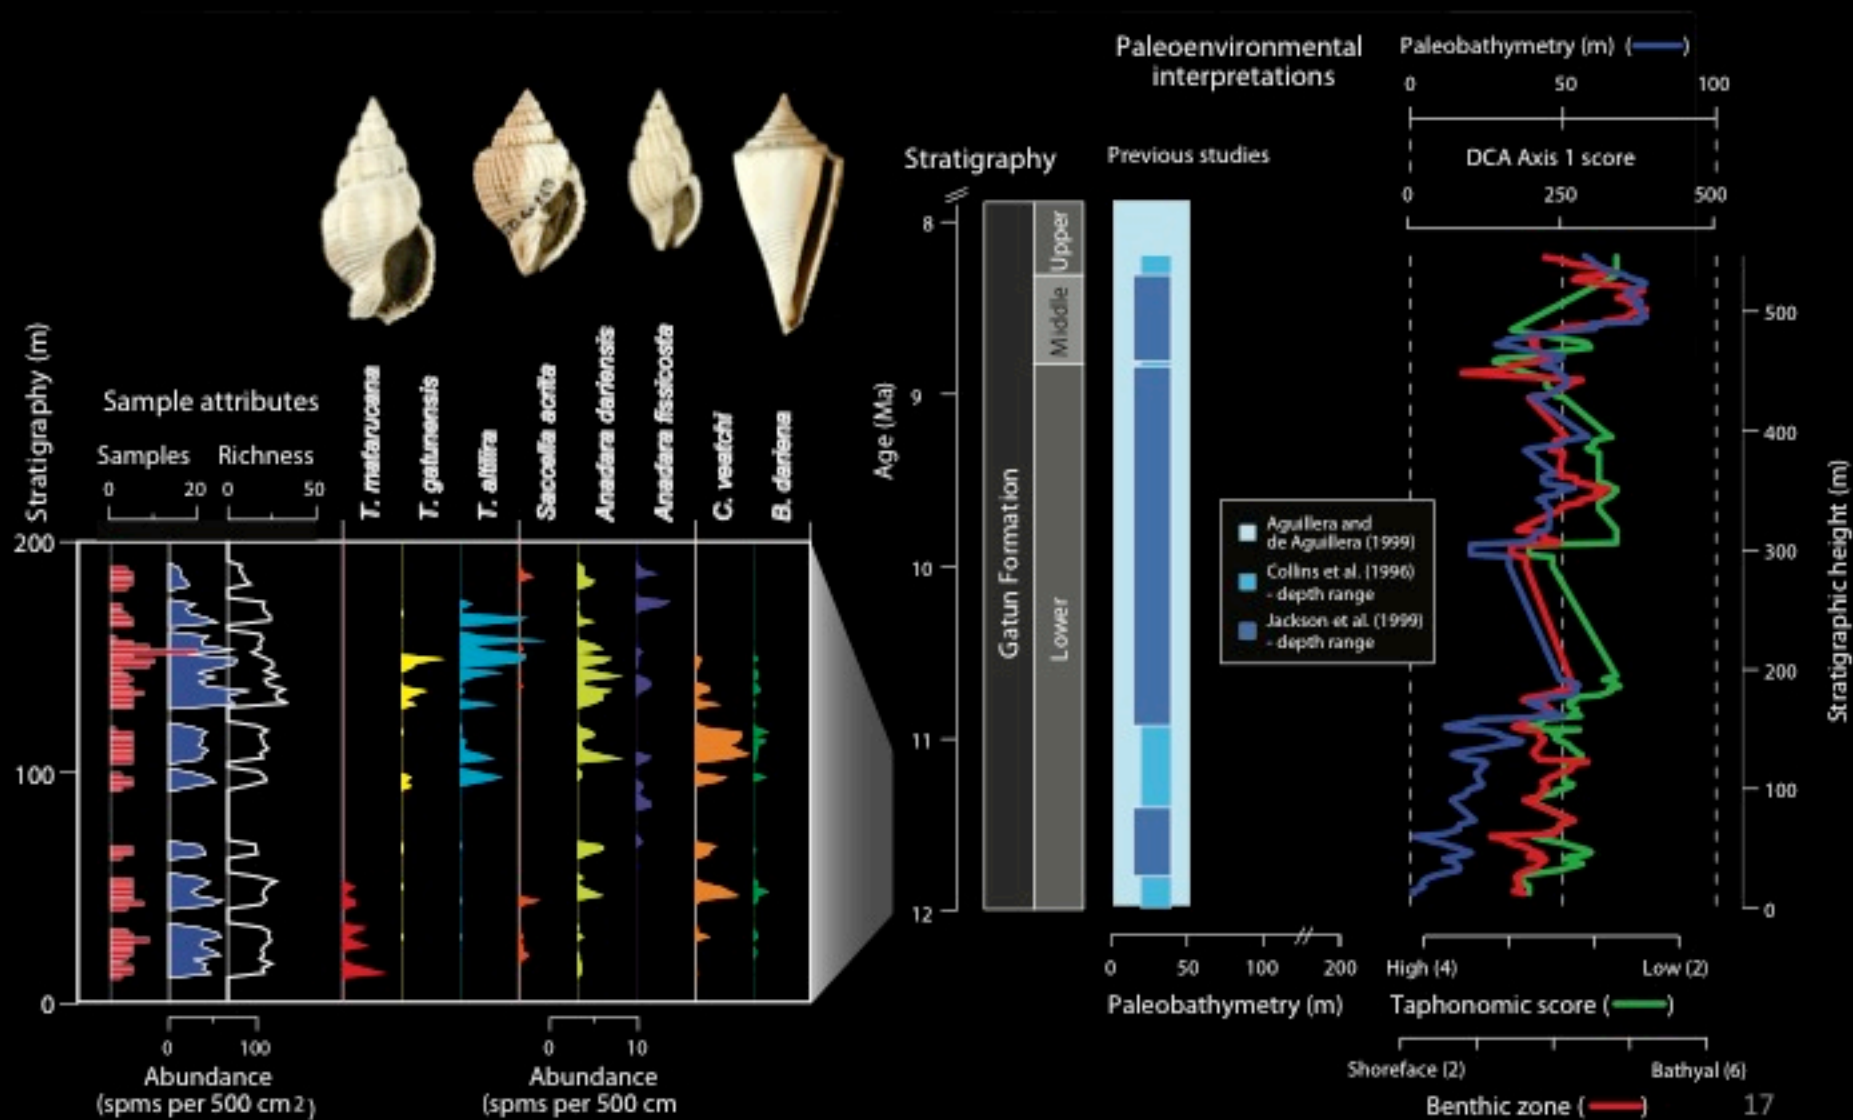 Paleoenvironmental
interpretations
Paleobathymetry (m) ( )
0 50 100
Stratigraphy
Previous studies
DCA Axis 1 score
0 250 500
Stratigraphy (m)
Sample attributes
Samples Richness
0 20 0 50
T. mafarucana
T. gatunensis
T. altilira
Saccella acrita
Anadara dariensis
Anadara fissicosta
C. veatchi
B. dariena
200
100
0
0 100
Abundance
(spms per 500 cm2)
0 10
Abundance
(spms per 500 cm
Age (Ma)
8
9
10
11
12
Gatun Formation
Upper
Middle
Lower
Aguillera and
de Aguillera (1999)
Collins et al. (1996)
- depth range
Jackson et al. (1999)
- depth range
0 50 100 200
Paleobathymetry (m)
500
400
300
200
100
0
Stratigraphic height (m)
High (4) Low (2)
Taphonomic score ( )
Shoreface (2) Bathyal (6)
Benthic zone ( )
17